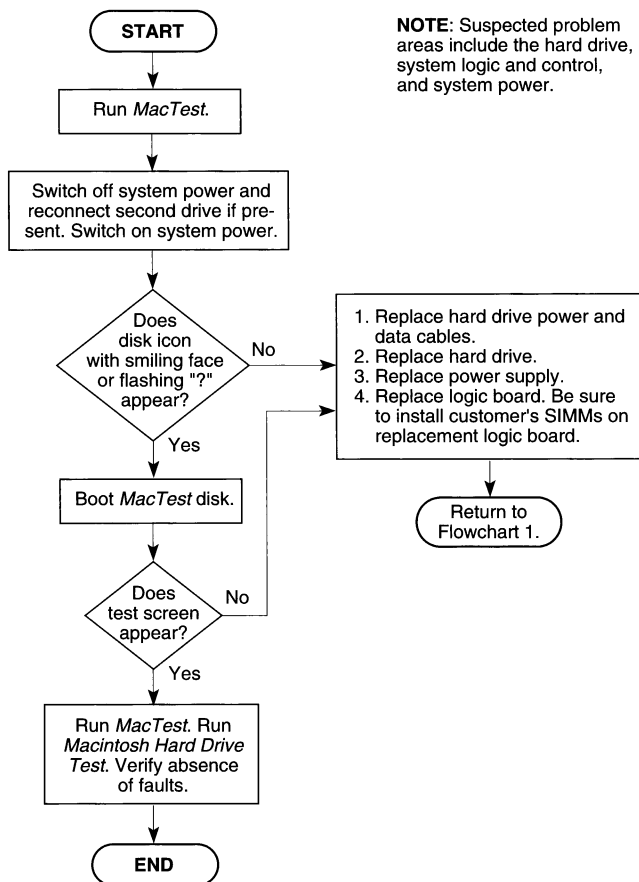 START
NOTE: Suspected problem
areas include the hard drive,
system logic and control,
and system power.
Run MacTest.
Switch off system power and
reconnect second drive if pre-
sent. Switch on system power.
Does
disk icon
with smiling face
or flashing "?"
appear?
No
Yes
1. Replace hard drive power and
data cables.
2. Replace hard drive.
3. Replace power supply.
4. Replace logic board. Be sure
to install customer's SIMMs on
replacement logic board.
Return to
Flowchart 1.
Boot MacTest disk.
Does
test screen
appear?
No
Yes
Run MacTest. Run
Macintosh Hard Drive
Test. Verify absence
of faults.
END